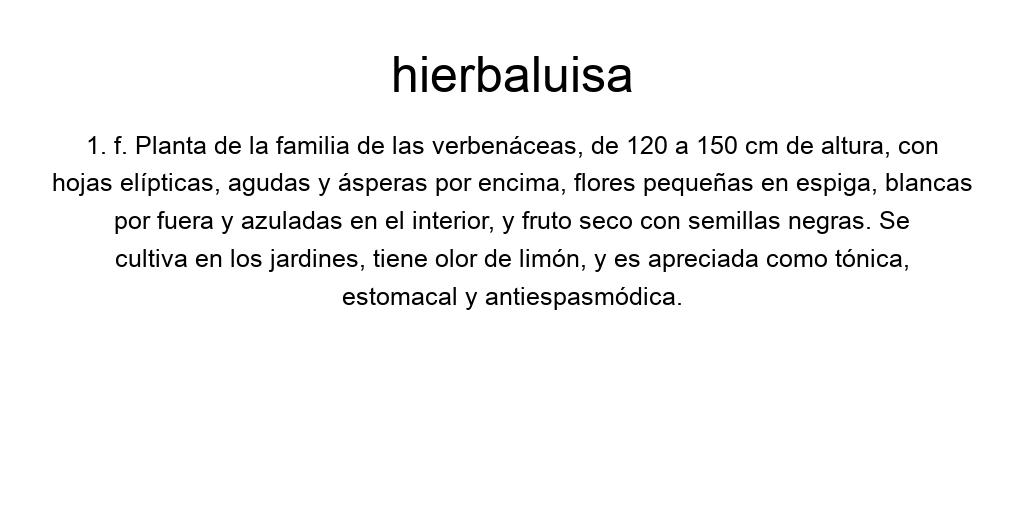 hierbaluisa
1. f. Planta de la familia de las verbenáceas, de 120 a 150 cm de altura, con
hojas elípticas, agudas y ásperas por encima, flores pequeñas en espiga, blancas
por fuera y azuladas en el interior, y fruto seco con semillas negras. Se
cultiva en los jardines, tiene olor de limón, y es apreciada como tónica,
estomacal y antiespasmódica.